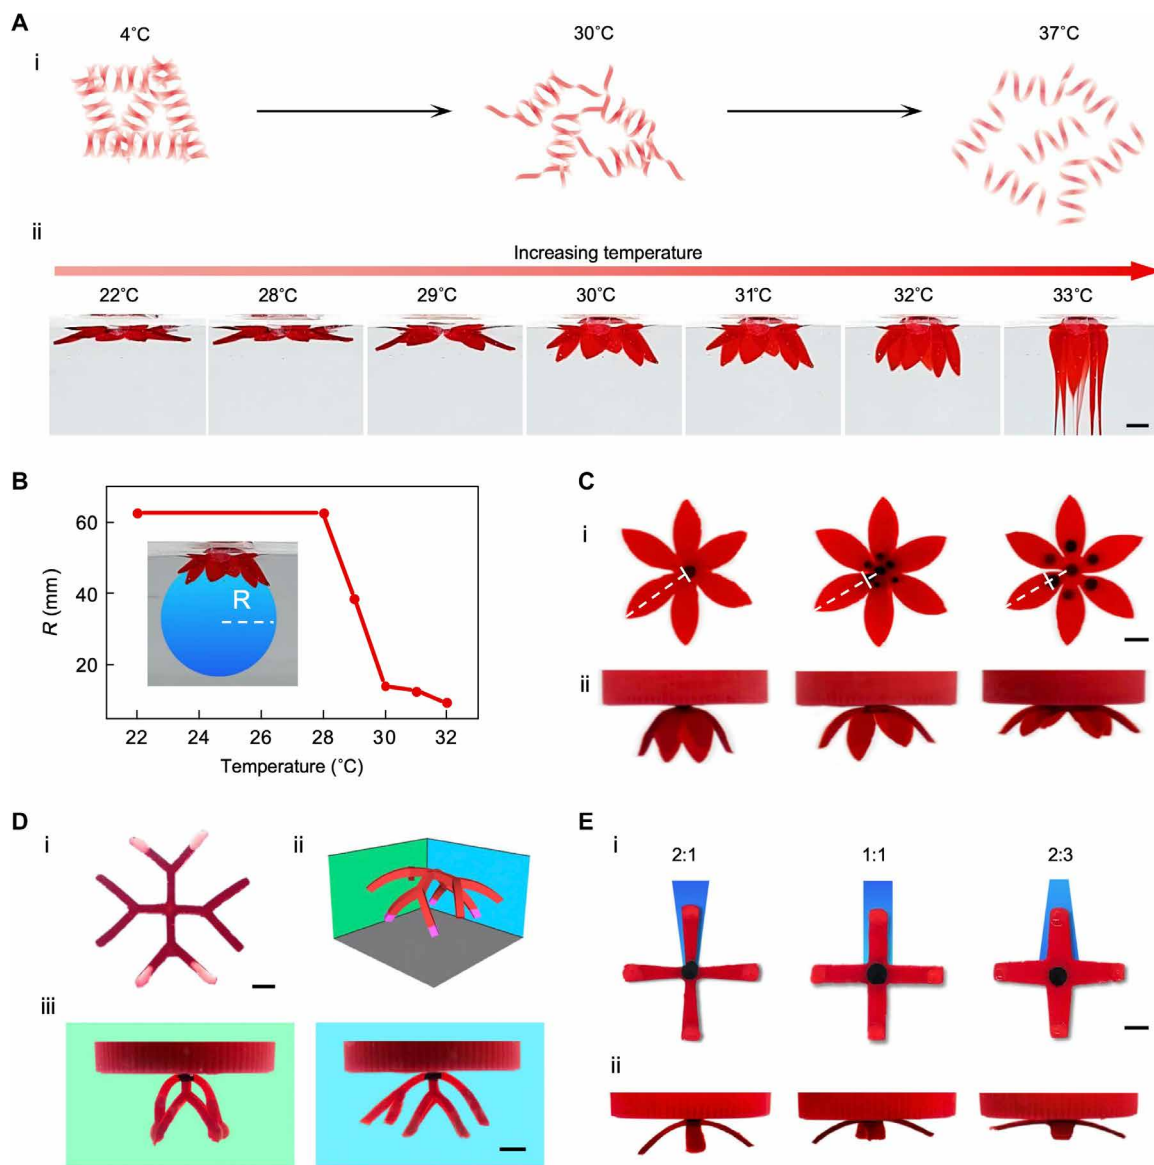 A
4˚C
30˚C
37˚C
i
ii
Increasing temperature
22˚C
28˚C
29˚C
30˚C
31˚C
32˚C
33˚C
B
R (mm)
60
40
20
R
22
24
26
28
30
32
Temperature (˚C)
C
i
ii
D
i
ii
iii
E
i
2:1
1:1
2:3
ii